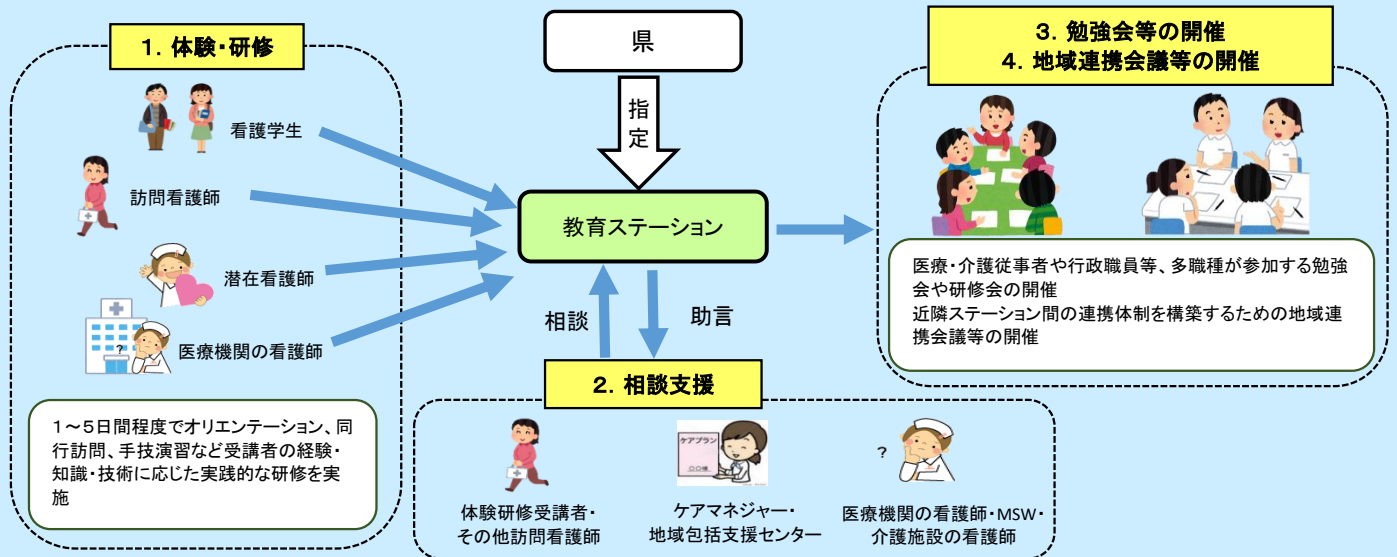 県
指
定
教育ステーション
1．体験・研修
看護学生
訪問看護師
潜在看護師
?
医療機関の看護師
１～５日間程度でオリエンテーション、同
行訪問、手技演習など受講者の経験・
知識・技術に応じた実践的な研修を実
施
相談
助言
２．相談支援
ケアプラン
〇〇様
?
体験研修受講者・
その他訪問看護師
ケアマネジャー・
地域包括支援センター
医療機関の看護師・MSW・
介護施設の看護師
３．勉強会等の開催
４．地域連携会議等の開催
医療・介護従事者や行政職員等、多職種が参加する勉強
会や研修会の開催
近隣ステーション間の連携体制を構築するための地域連
携会議等の開催